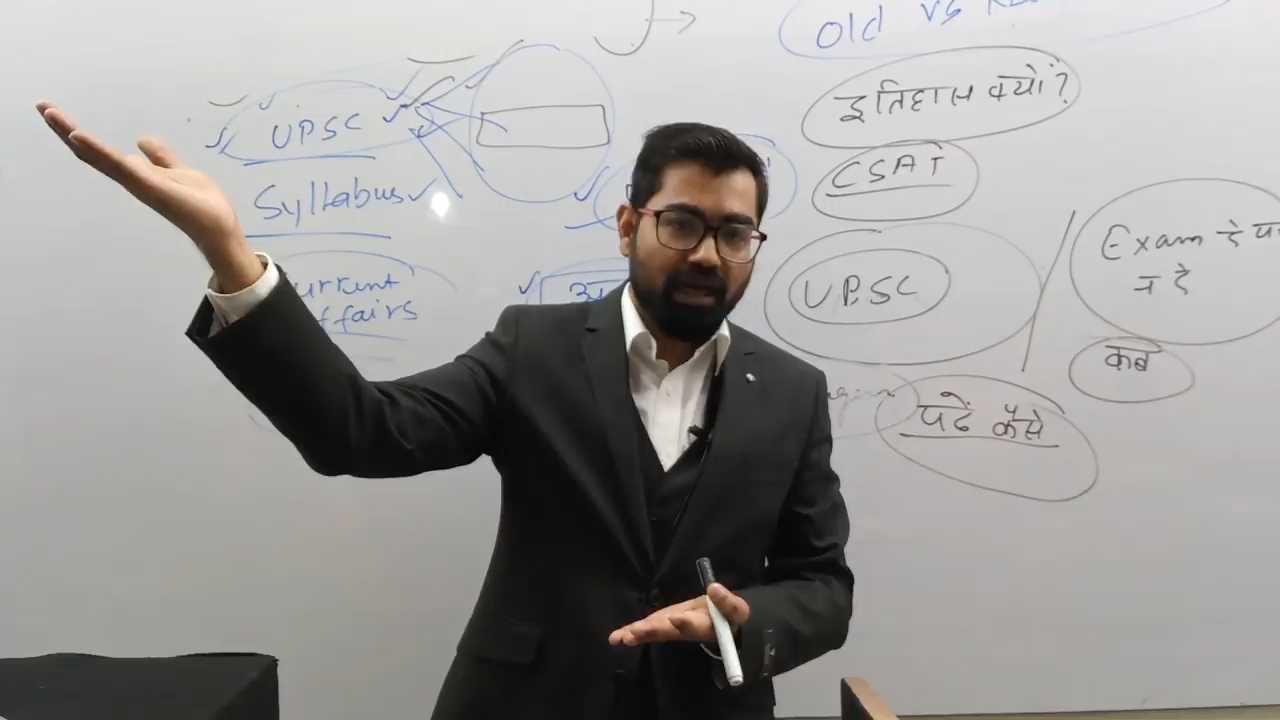 Old vs
UPSC
Syllabus
urrent
ffairs
इतिहास क्यों?
CSAT
UPSC
पढें कैसे
Exam दे या
न दे
कब